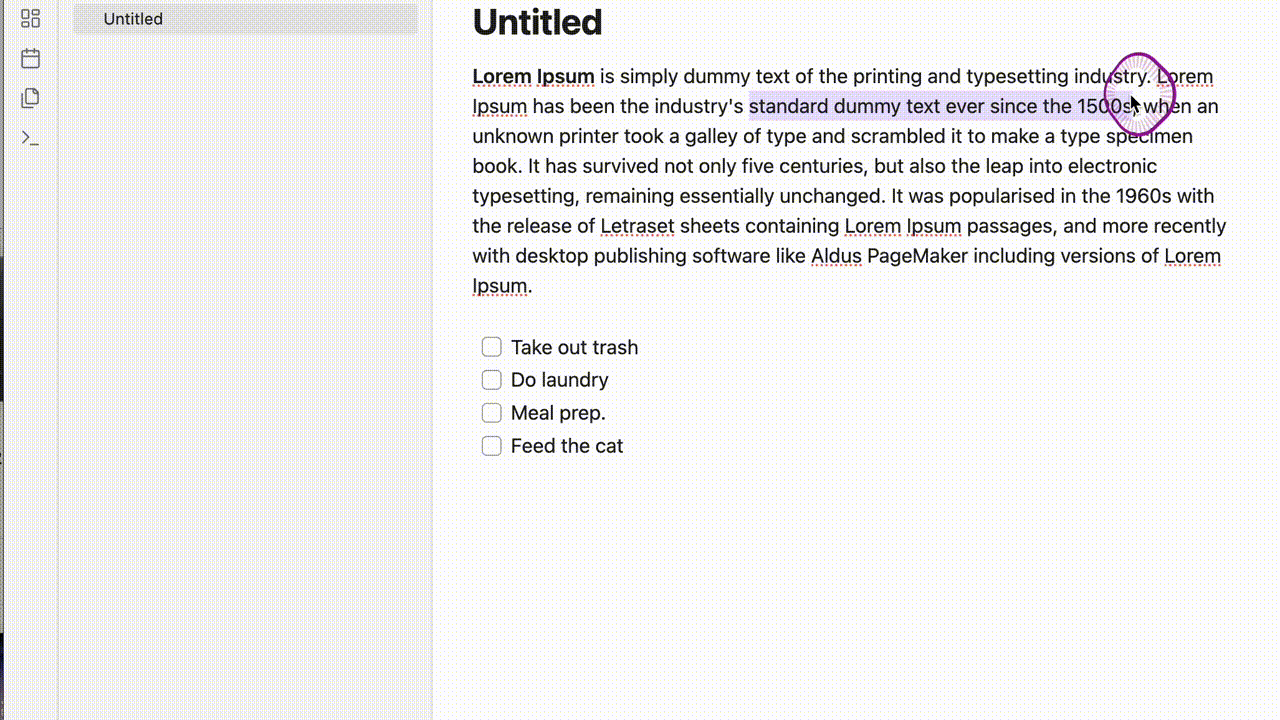 Untitled
Untitled
Lorem Ipsum is simply dummy text of the printing and typesetting industry. Lorem
Ipsum has been the industry's standard dummy text ever since the 1500s, when an
unknown printer took a galley of type and scrambled it to make a type specimen
book. It has survived not only five centuries, but also the leap into electronic
typesetting, remaining essentially unchanged. It was popularised in the 1960s with
the release of Letraset sheets containing Lorem Ipsum passages, and more recently
with desktop publishing software like Aldus PageMaker including versions of Lorem
Ipsum.
Take out trash
Do laundry
Meal prep.
Feed the cat